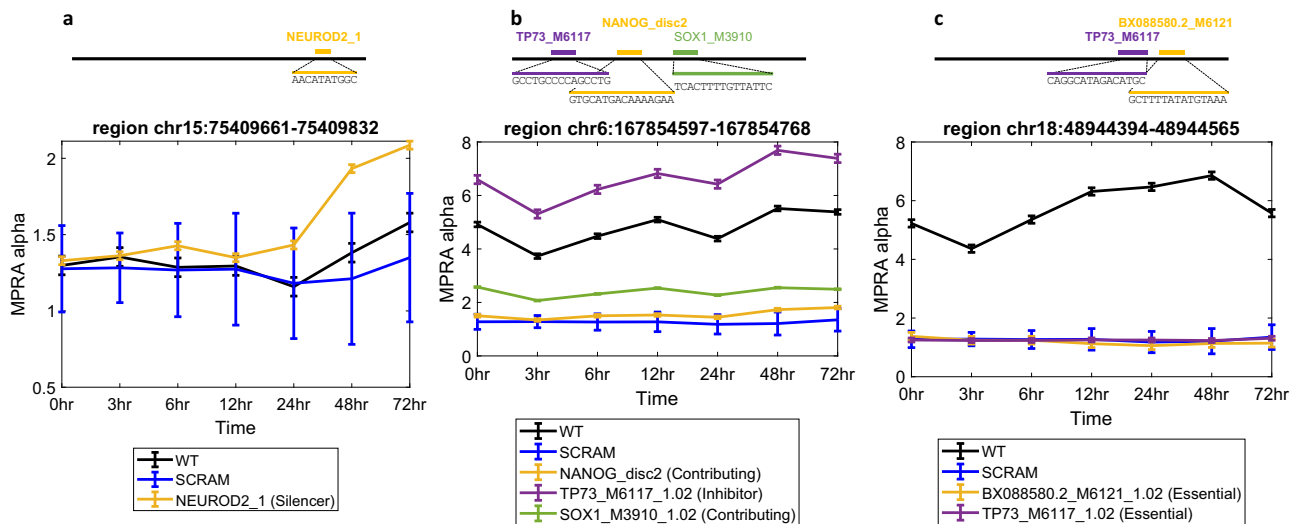 a
NEUROD2_1
AACATATGGC
region chr15:75409661-75409832
MPRA alpha
2
1.5
1
0.5
0hr 3hr 6hr 12hr 24hr 48hr 72hr
Time
WT
SCRAM
NEUROD2_1 (Silencer)
b
NANOG_disc2
TP73_M6117 SOX1_M3910
GCCTGCCCCAGCCTG
TCACTTTTGTTATTC
GTGCATGACAAAAGAA
region chr6:167854597-167854768
MPRA alpha
8
6
4
2
0
0hr 3hr 6hr 12hr 24hr 48hr 72hr
Time
WT
SCRAM
NANOG_disc2 (Contributing)
TP73_M6117_1.02 (Inhibitor)
SOX1_M3910_1.02 (Contributing)
c
BX088580.2_M6121
TP73_M6117
CAGGCATAGACATGC
GCTTTTATATGTAAA
region chr18:48944394-48944565
MPRA alpha
8
6
4
2
0
0hr 3hr 6hr 12hr 24hr 48hr 72hr
Time
WT
SCRAM
BX088580.2_M6121_1.02 (Essential)
TP73_M6117_1.02 (Essential)